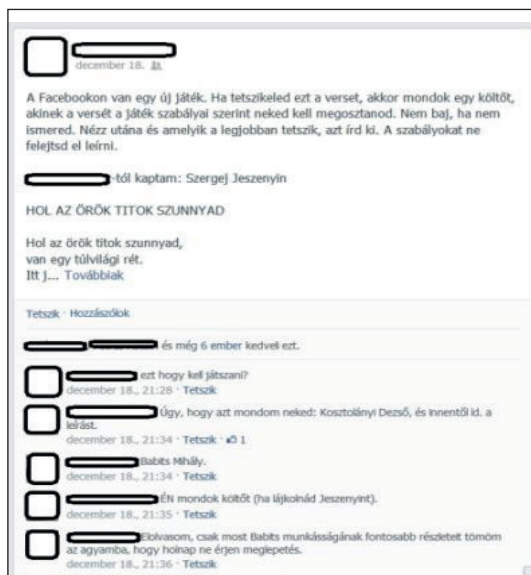 december 18.
A Facebookon van egy új játék. Ha tetszikeled ezt a verset, akkor mondok egy költőt,
akinek a versét a játék szabályai szerint neked kell megosztanod. Nem baj, ha nem
ismered. Nézz utána és amelyik a legjobban tetszik, azt írd ki. A szabályokat ne
felejtsd el leírni.
-tól kaptam: Szergej Jeszenyin
HOL AZ ÖRÖK TITOK SZUNNYAD
Hol az örök titok szunnyad,
van egy túlvilági rét.
Itt j... Továbbiak
Tetszik · Hozzászólok
és még 6 ember kedveli ezt.
ezt hogy kell játszani?
december 18., 21:28 · Tetszik
Úgy, hogy azt mondom neked: Kosztolányi Dezső, és innentől id. a
leírást.
december 18., 21:34 · Tetszik · 1
Babits Mihály.
december 18., 21:34 · Tetszik
ÉN mondok költőt (ha lájkolnád Jeszenyint).
december 18., 21:35 · Tetszik
Elolvasom, csak most Babits munkásságának fontosabb részleteit tömöm
az agyamba, hogy holnap ne érjen meglepetés.
december 18., 21:36 · Tetszik